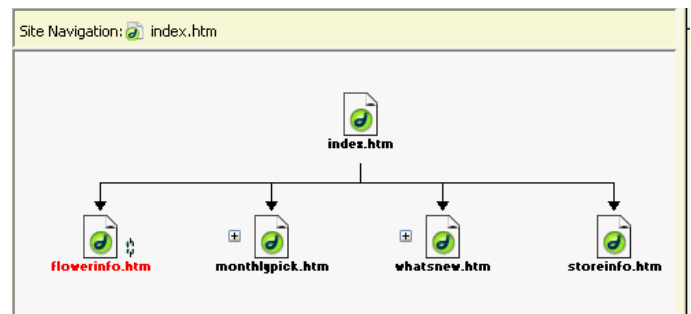 Site Navigation: index.htm
index.htm
flowerinfo.htm
monthlypick.htm
whatsnew.htm
storeinfo.htm